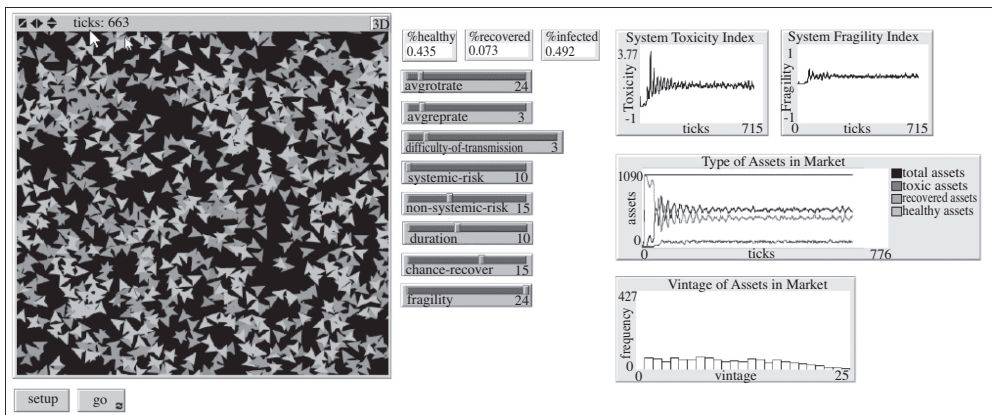 ticks: 663
3D
%healthy
0.435
%recovered
0.073
%infected
0.492
avgrotrate 24
avgreprate 3
difficulty-of-transmission 3
systemic-risk 10
non-systemic-risk 15
duration 10
chance-recover 15
fragility 24
setup
go
System Toxicity Index
3.77
Toxicity
-1
ticks 715
System Fragility Index
1
Fragility
-1
0 ticks 715
Type of Assets in Market
1090
assets
0
0 ticks 776
total assets
toxic assets
recovered assets
healthy assets
Vintage of Assets in Market
427
frequency
0
0 vintage 25